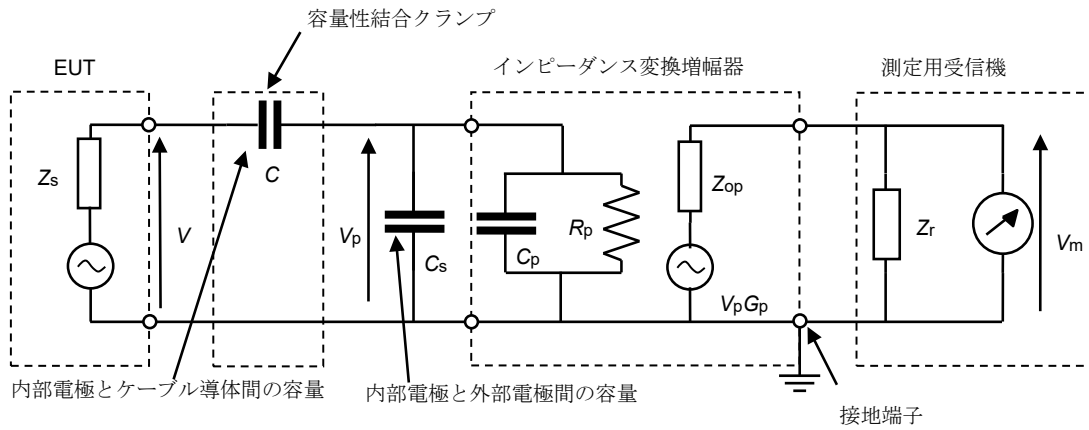 容量性結合クランプ
EUT
インピーダンス変換増幅器
測定用受信機
Zs
C
V
Vp
Cs
Cp
Rp
Zop
VpGp
Zr
Vm
内部電極とケーブル導体間の容量
内部電極と外部電極間の容量
接地端子